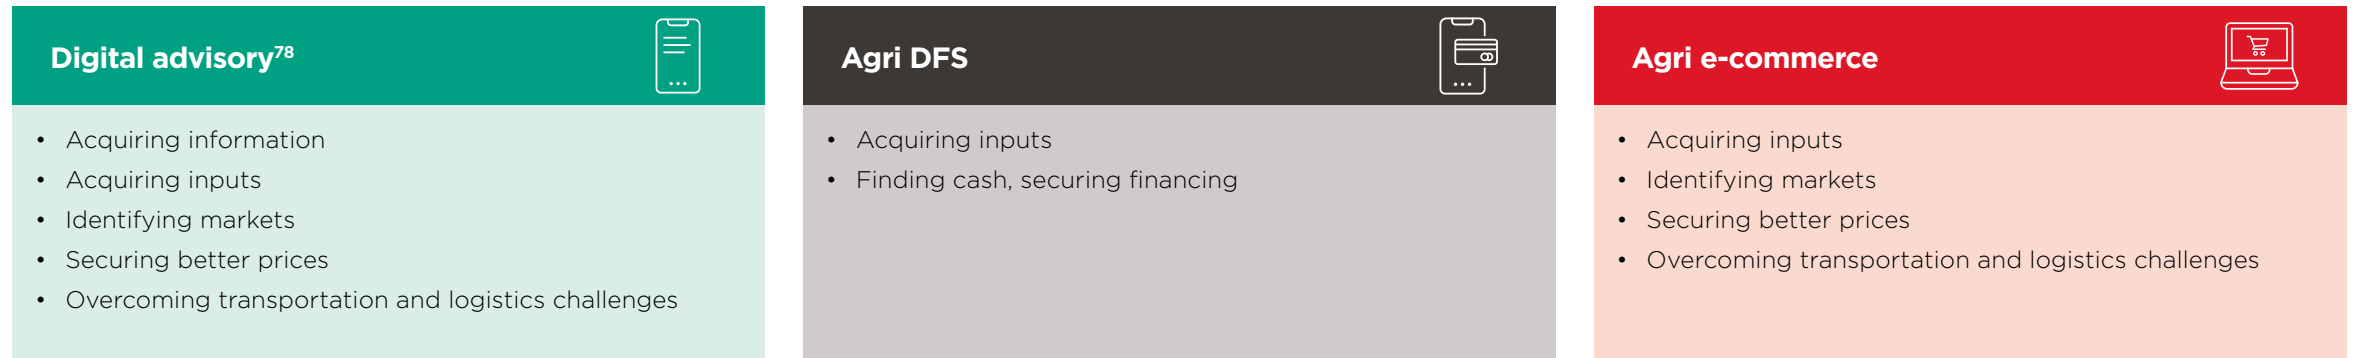 Digital advisory⁷⁸
• Acquiring information
• Acquiring inputs
• Identifying markets
• Securing better prices
• Overcoming transportation and logistics challenges
Agri DFS
• Acquiring inputs
• Finding cash, securing financing
Agri e-commerce
• Acquiring inputs
• Identifying markets
• Securing better prices
• Overcoming transportation and logistics challenges